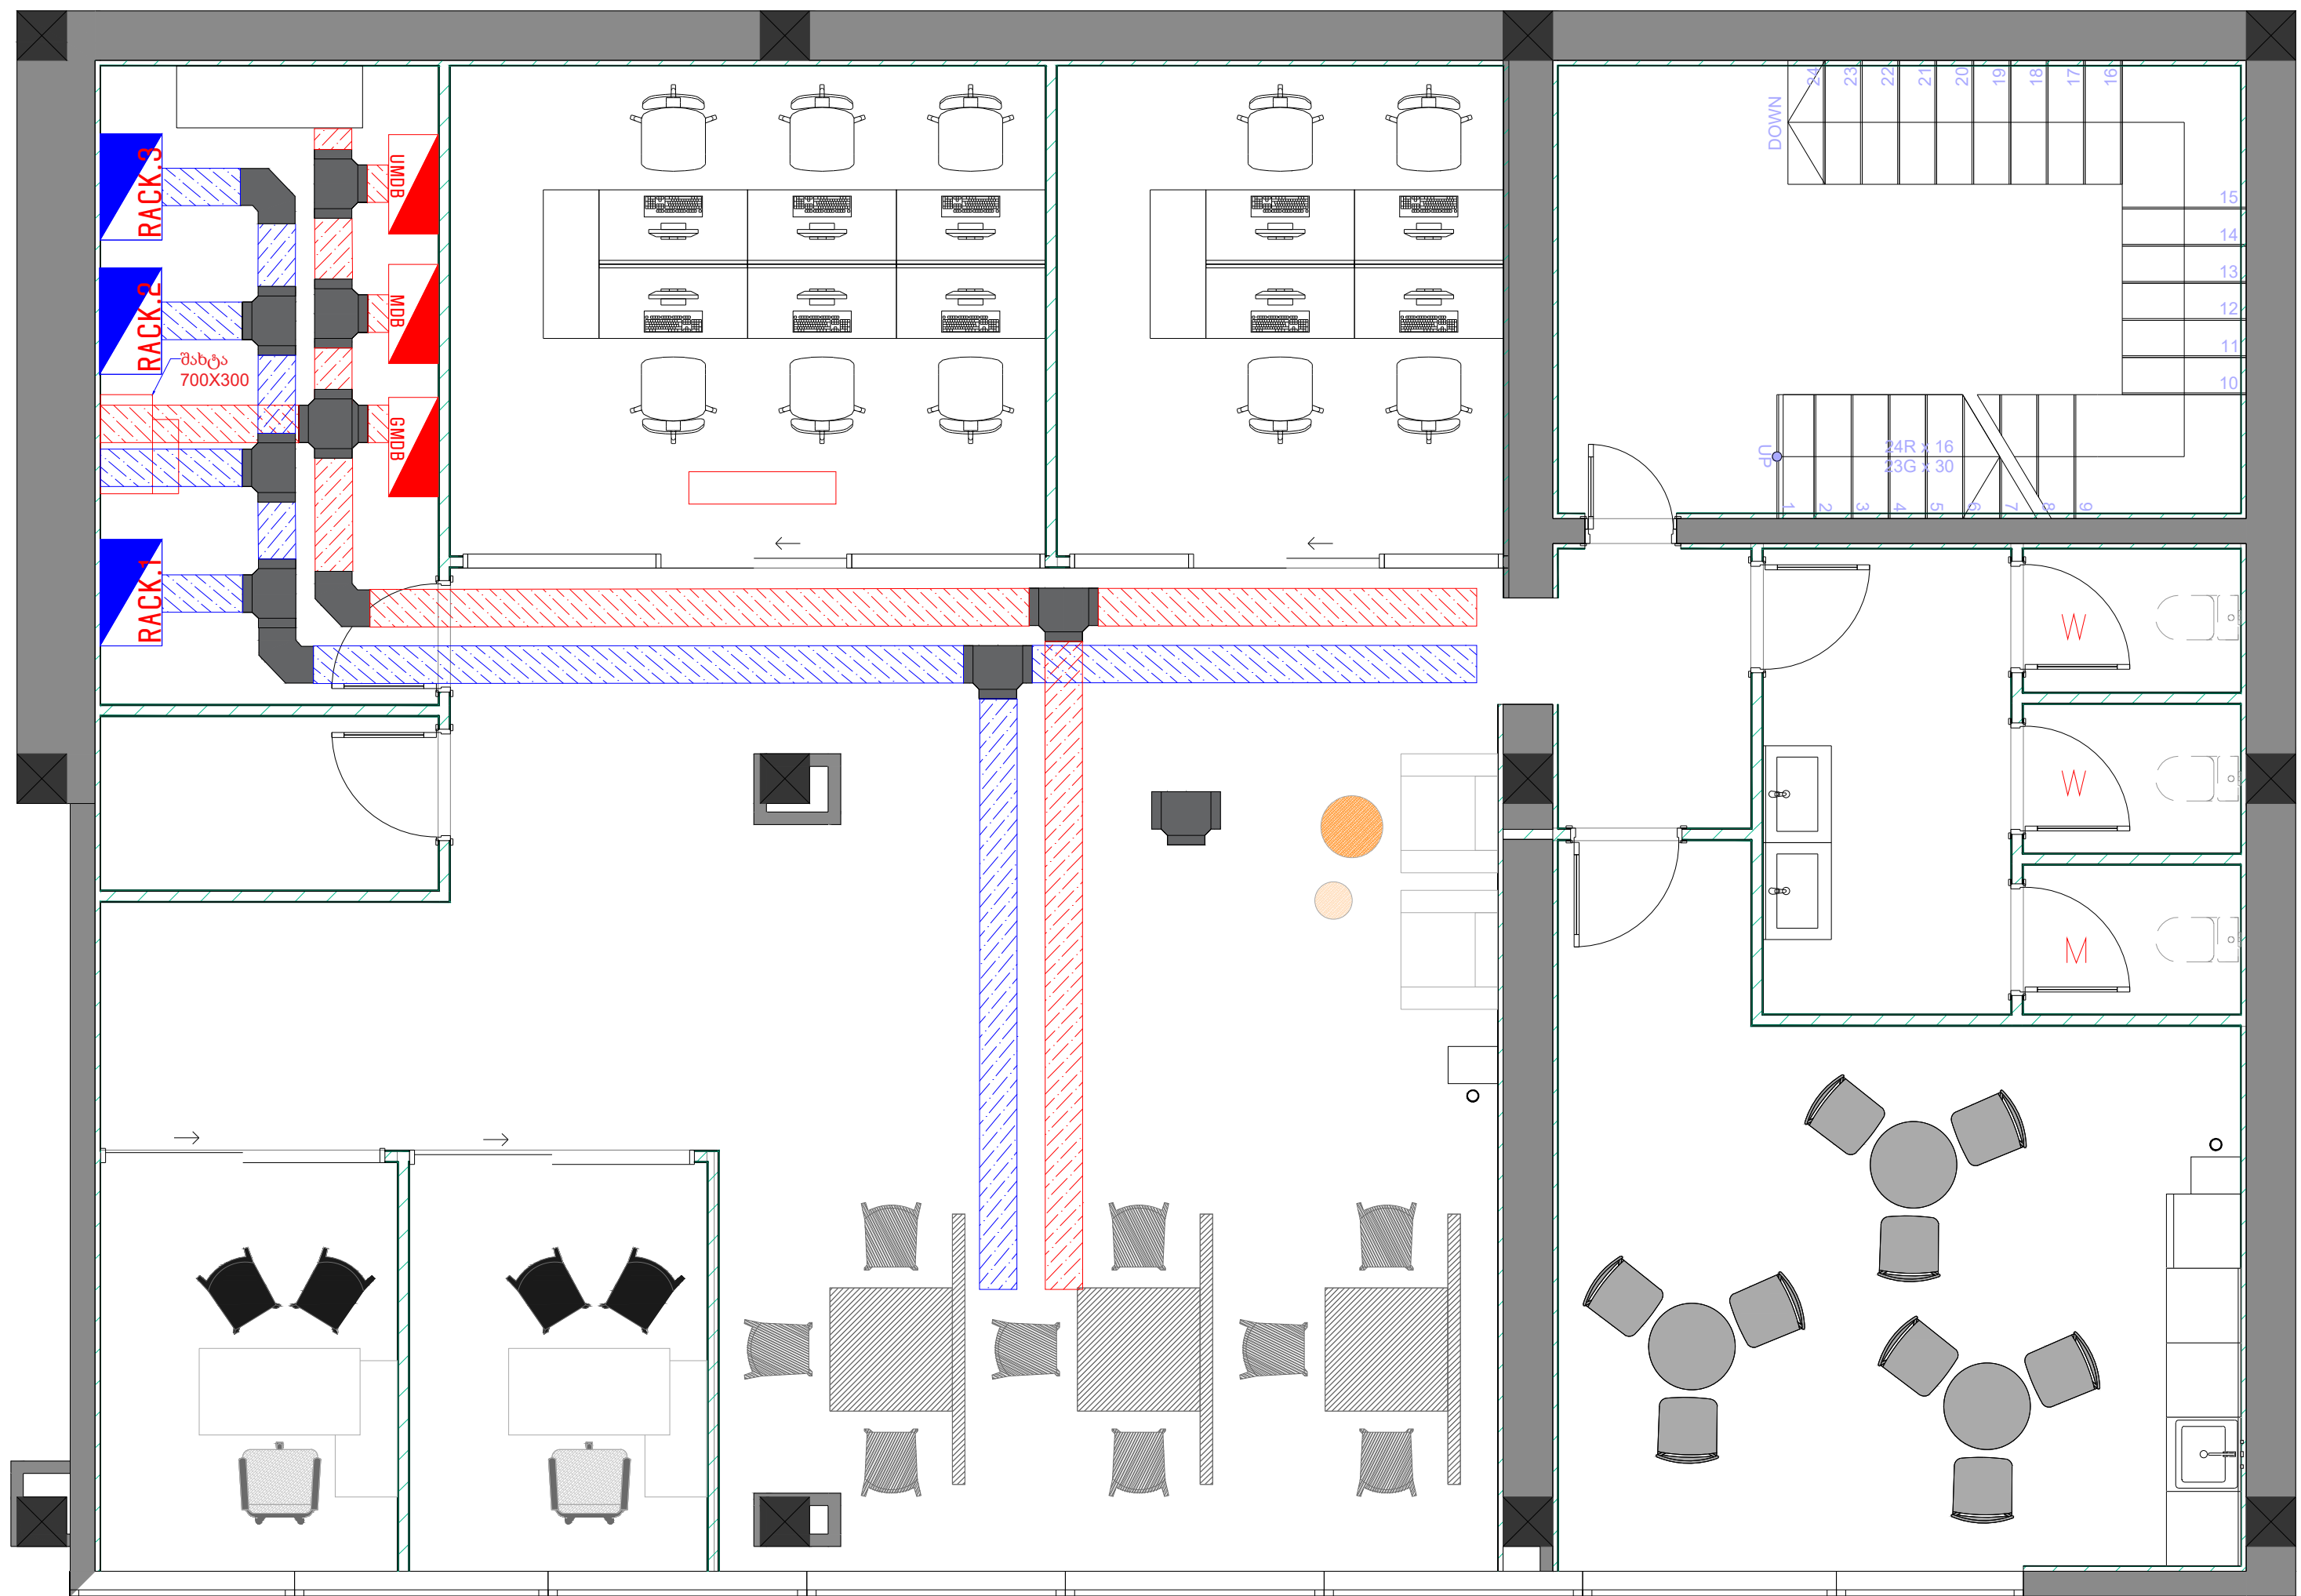 RACK.3
UMDB
RACK.2
MDB
შახტა
700X300
GMDB
RACK.1
DOWN
24
23
22
21
20
19
18
17
16
15
14
13
12
11
10
UP
24R x 16
23G x 30
1
2
3
4
5
6
7
8
9
W
W
M